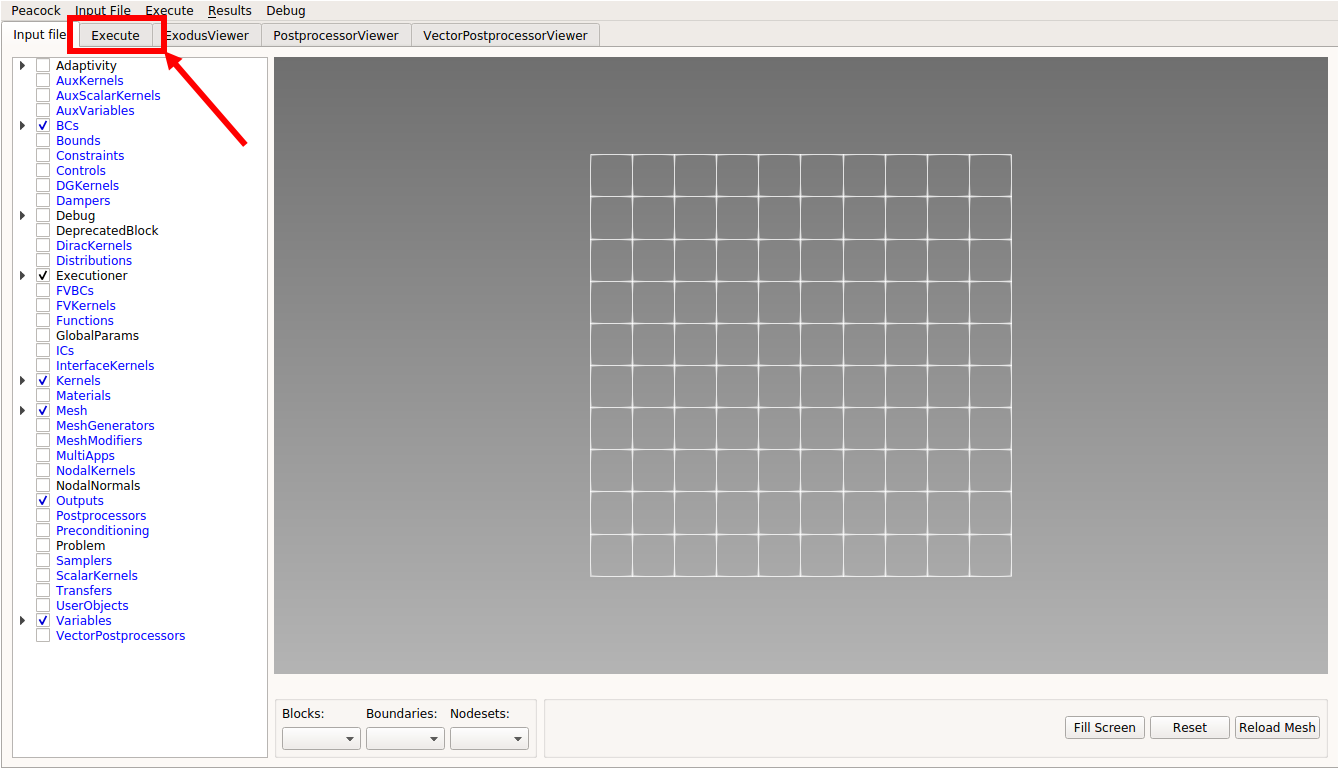 Peacock Input File Execute Results Debug
Input file Execute ExodusViewer PostprocessorViewer VectorPostprocessorViewer
Adaptivity
AuxKernels
AuxScalarKernels
AuxVariables
BCs
Bounds
Constraints
Controls
DGKernels
Dampers
Debug
DeprecatedBlock
DiracKernels
Distributions
Executioner
FVBCs
FVKernels
Functions
GlobalParams
ICs
InterfaceKernels
Kernels
Materials
Mesh
MeshGenerators
MeshModifiers
MultiApps
NodalKernels
NodalNormals
Outputs
Postprocessors
Preconditioning
Problem
Samplers
ScalarKernels
Transfers
UserObjects
Variables
VectorPostprocessors
Blocks: Boundaries: Nodesets:
Fill Screen Reset Reload Mesh